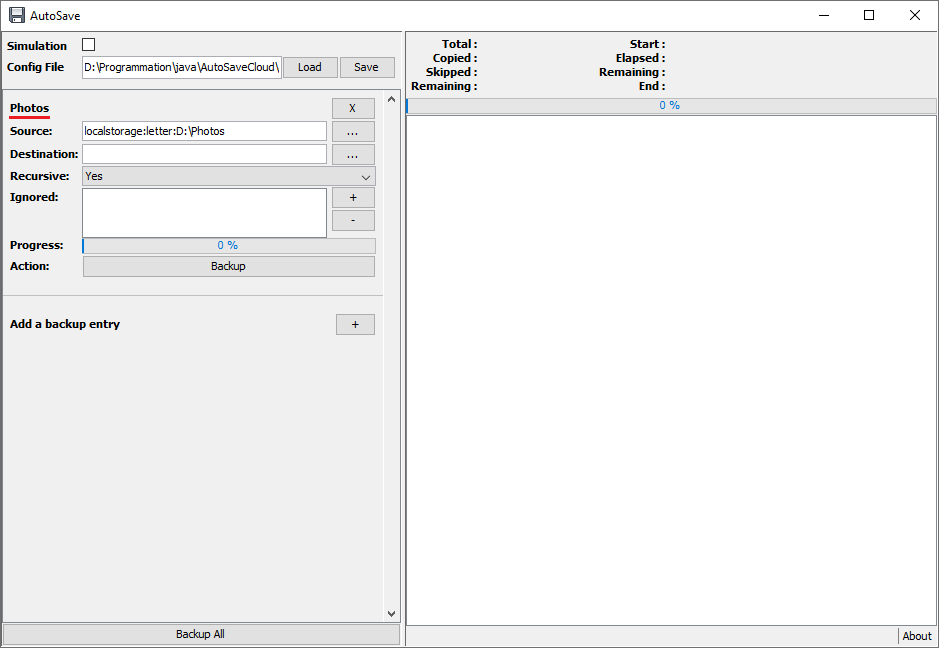 AutoSave
Simulation
Config File D:\Programmation\java\AutoSaveCloud\ Load Save
Photos X
Source: localstorage:letter:D:\Photos ...
Destination: ...
Recursive: Yes
Ignored: +
-
Progress: 0 %
Action: Backup
Add a backup entry +
Backup All
Total : Start :
Copied : Elapsed :
Skipped : Remaining :
Remaining : End :
0 %
About